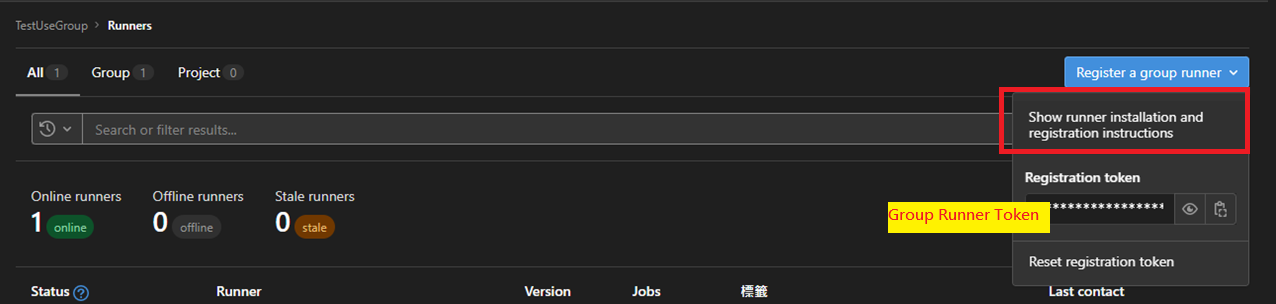 TestUseGroup > Runners
All 1 Group 1 Project 0 Register a group runner
Show runner installation and
registration instructions
Search or filter results...
Registration token
Online runners Offline runners Stale runners
******************
Group Runner Token
1 online 0 offline 0 stale
Reset registration token
Status ? Runner Version Jobs 標籤 Last contact